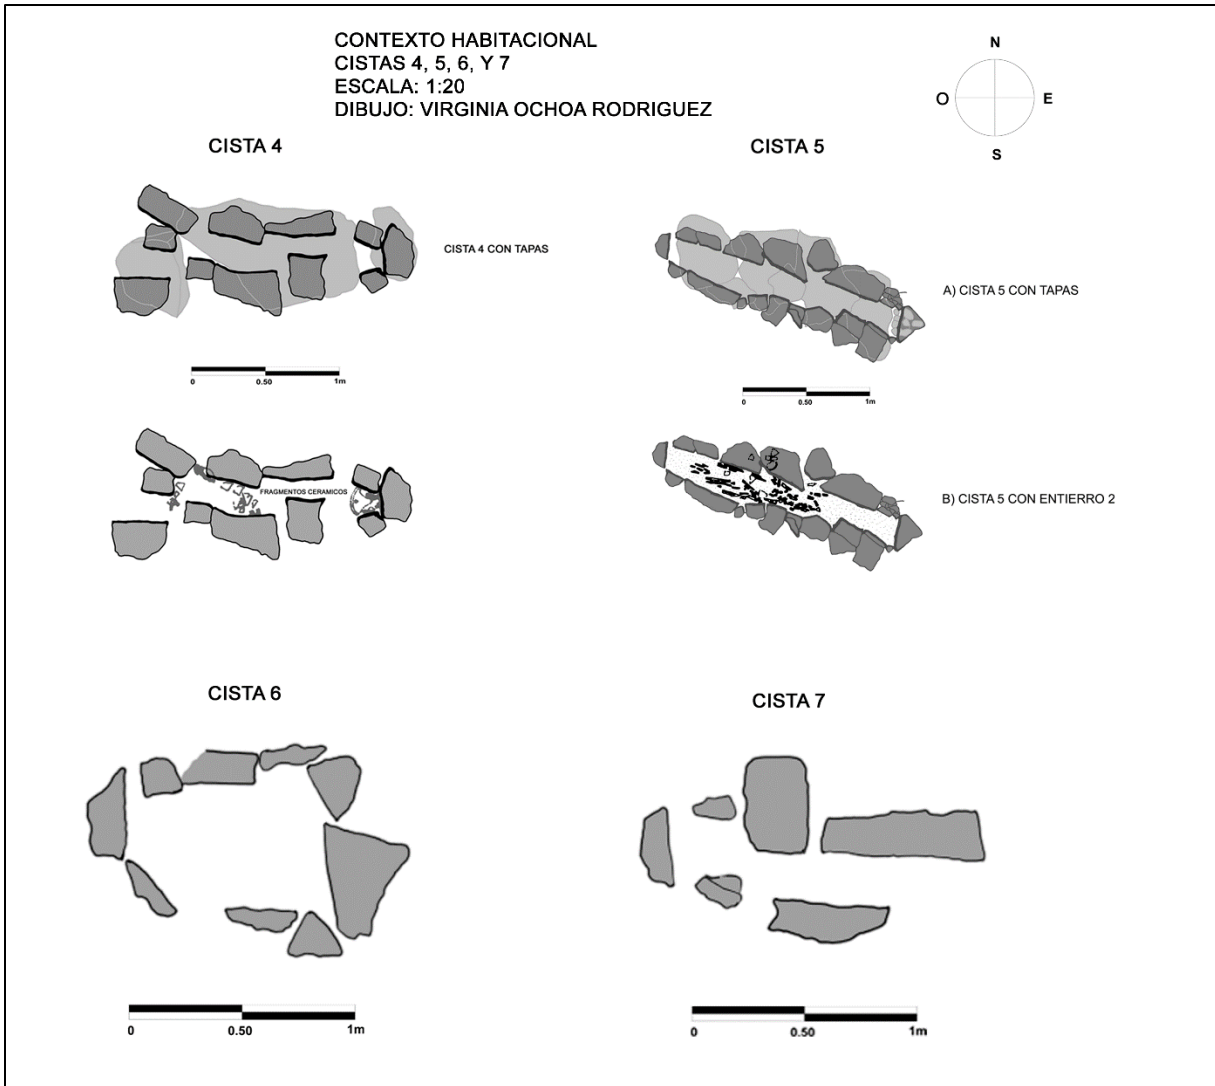 CONTEXTO HABITACIONAL
CISTAS 4, 5, 6, Y 7
ESCALA: 1:20
DIBUJO: VIRGINIA OCHOA RODRIGUEZ
N
O E
S
CISTA 4
CISTA 5
CISTA 4 CON TAPAS
A) CISTA 5 CON TAPAS
0 0.50 1m
0 0.50 1m
FRAGMENTOS CERAMICOS
B) CISTA 5 CON ENTIERRO 2
CISTA 6
CISTA 7
0 0.50 1m
0 0.50 1m